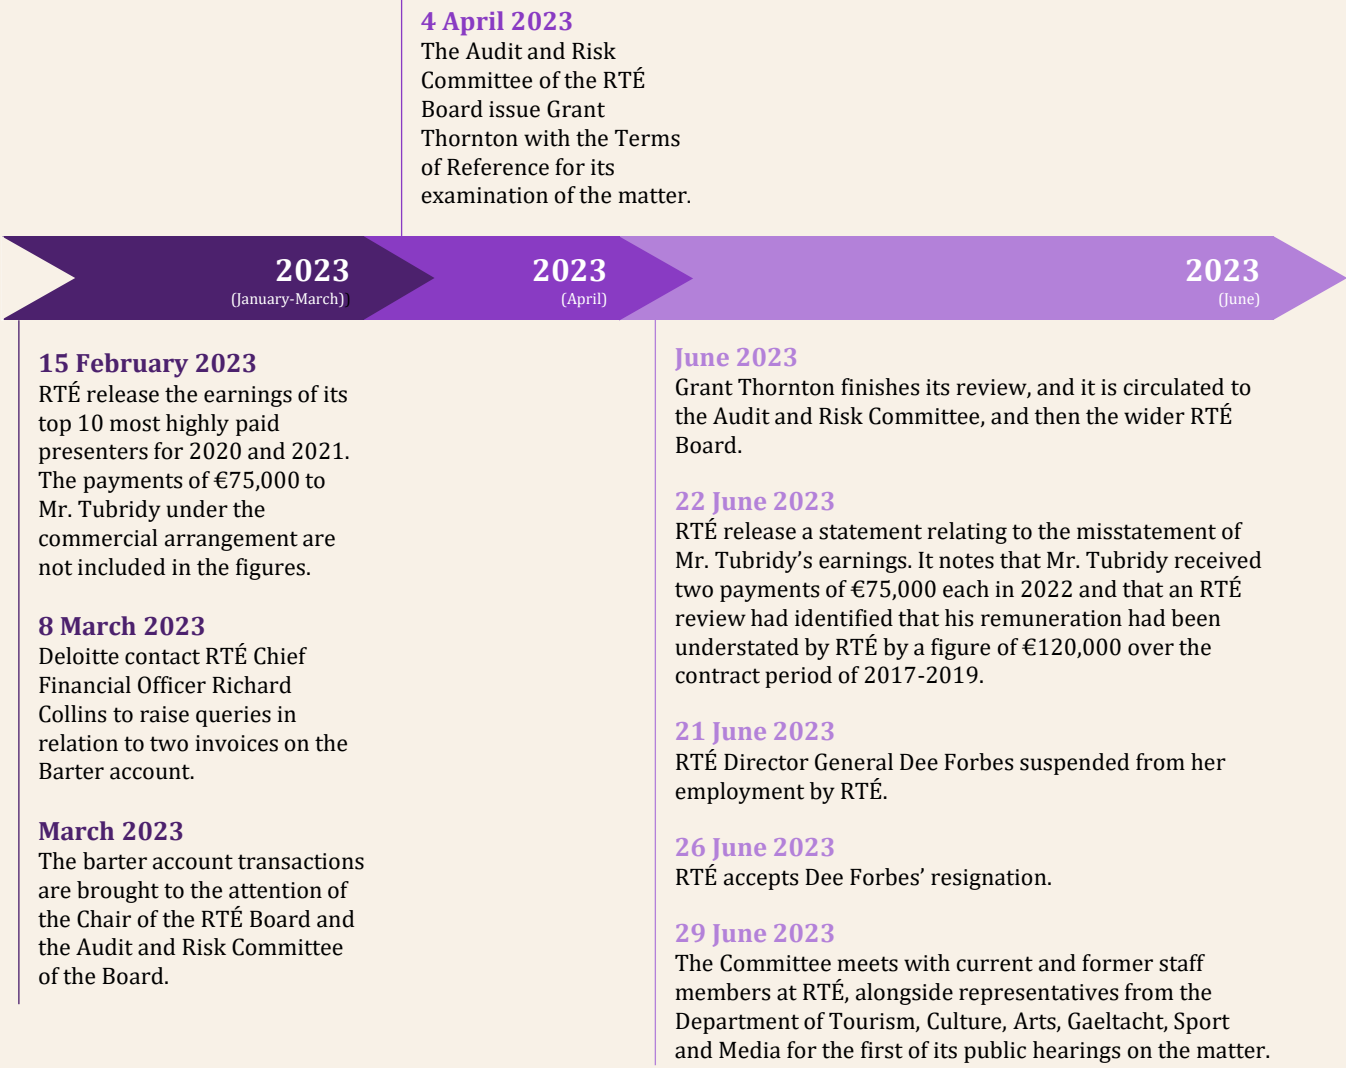 4 April 2023
The Audit and Risk
Committee of the RTÉ
Board issue Grant
Thornton with the Terms
of Reference for its
examination of the matter.
2023
(January-March))
2023
(April)
2023
(June)
15 February 2023
RTÉ release the earnings of its
top 10 most highly paid
presenters for 2020 and 2021.
The payments of €75,000 to
Mr. Tubridy under the
commercial arrangement are
not included in the figures.
8 March 2023
Deloitte contact RTÉ Chief
Financial Officer Richard
Collins to raise queries in
relation to two invoices on the
Barter account.
March 2023
The barter account transactions
are brought to the attention of
the Chair of the RTÉ Board and
the Audit and Risk Committee
of the Board.
June 2023
Grant Thornton finishes its review, and it is circulated to
the Audit and Risk Committee, and then the wider RTÉ
Board.
22 June 2023
RTÉ release a statement relating to the misstatement of
Mr. Tubridy’s earnings. It notes that Mr. Tubridy received
two payments of €75,000 each in 2022 and that an RTÉ
review had identified that his remuneration had been
understated by RTÉ by a figure of €120,000 over the
contract period of 2017-2019.
21 June 2023
RTÉ Director General Dee Forbes suspended from her
employment by RTÉ.
26 June 2023
RTÉ accepts Dee Forbes’ resignation.
29 June 2023
The Committee meets with current and former staff
members at RTÉ, alongside representatives from the
Department of Tourism, Culture, Arts, Gaeltacht, Sport
and Media for the first of its public hearings on the matter.